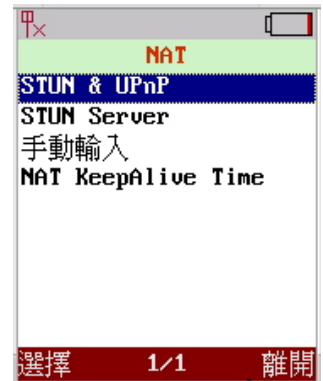 NAT
STUN & UPnP
STUN Server
手動輸入
NAT KeepAlive Time
選擇 1/1 離開